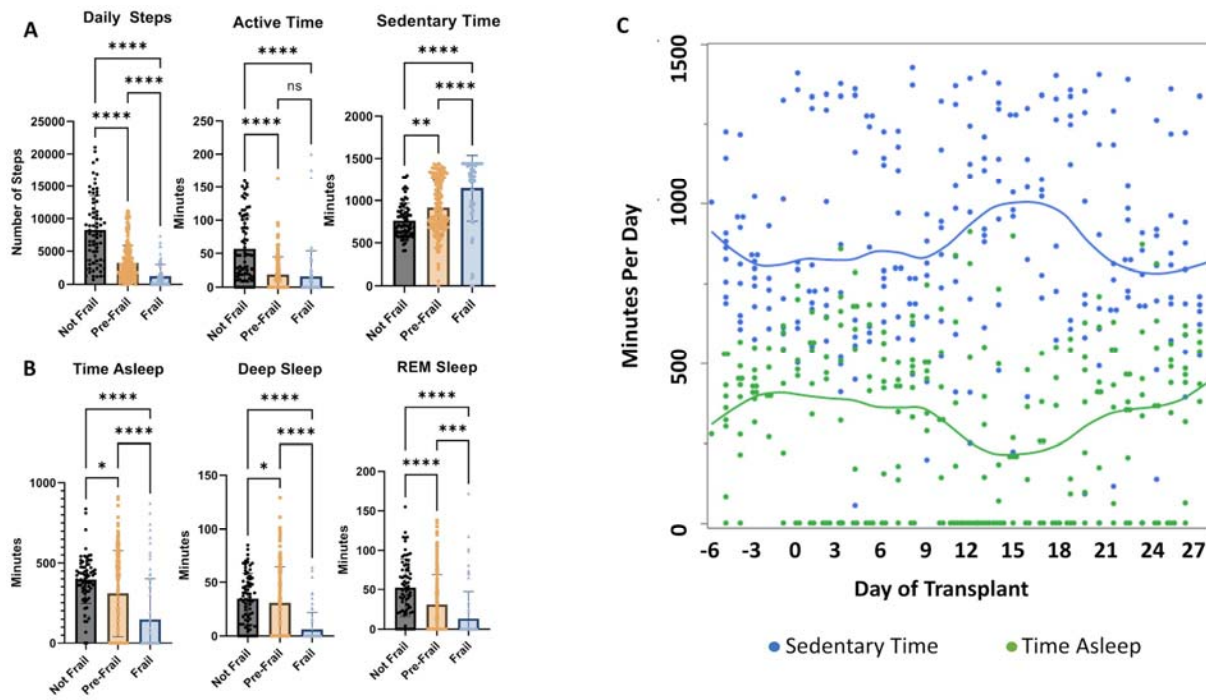 A
Daily Steps
Active Time
Sedentary Time
****
****
****
****
ns
****
****
****
**
Number of Steps
25000
20000
15000
10000
5000
0
Minutes
250
200
150
100
50
0
Minutes
2000
1500
1000
500
0
Not Frail
Pre-Frail
Frail
Not Frail
Pre-Frail
Frail
Not Frail
Pre-Frail
Frail
B
Time Asleep
Deep Sleep
REM Sleep
****
****
****
****
****
***
*
*
****
Minutes
1000
500
0
Minutes
150
100
50
0
Minutes
200
150
100
50
0
Not Frail
Pre-Frail
Frail
Not Frail
Pre-Frail
Frail
Not Frail
Pre-Frail
Frail
C
Minutes Per Day
1500
1000
500
0
-6 -3 0 3 6 9 12 15 18 21 24 27
Day of Transplant
Sedentary Time
Time Asleep